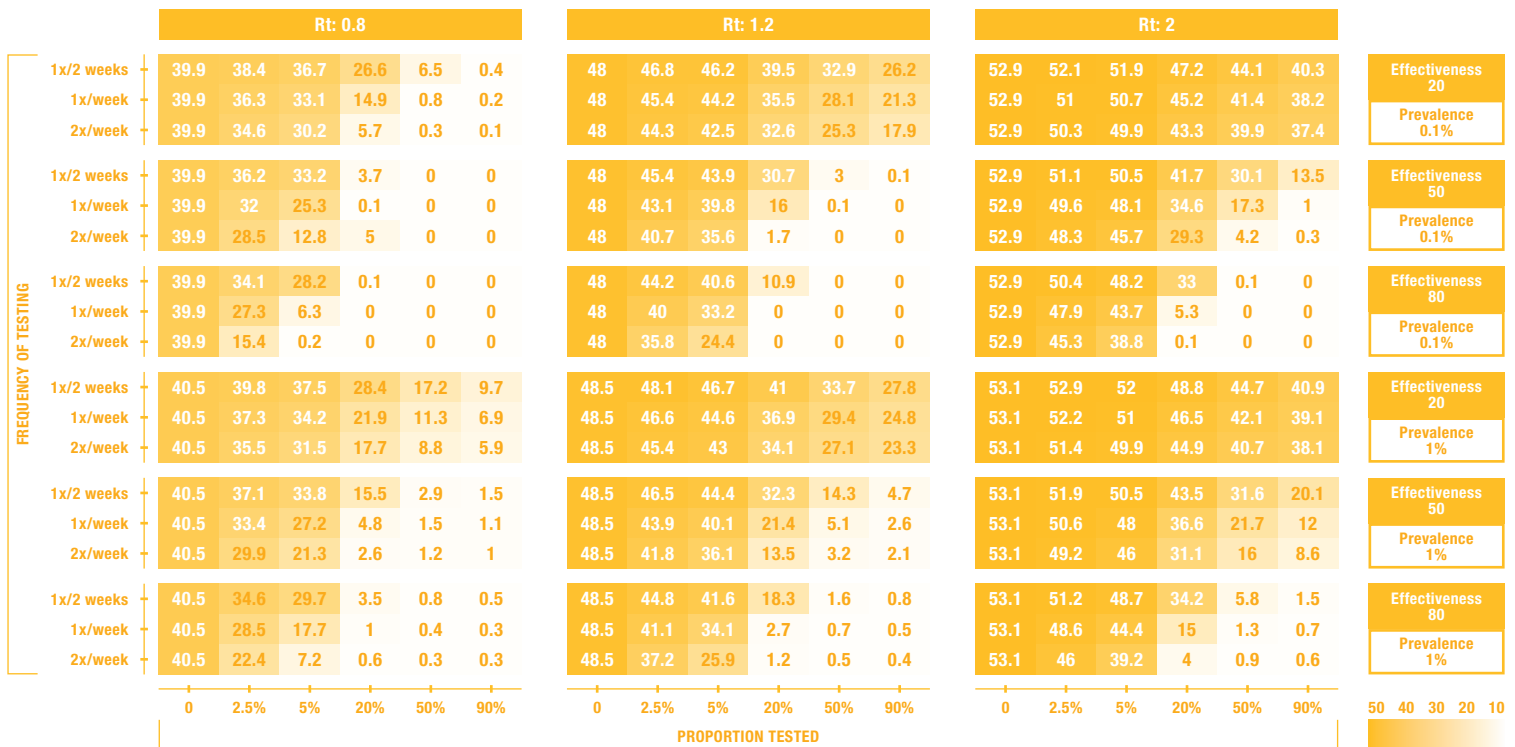 Rt: 0.8 Rt: 1.2 Rt: 2
1x/2 weeks 39.9 38.4 36.7 26.6 6.5 0.4 48 46.8 46.2 39.5 32.9 26.2 52.9 52.1 51.9 47.2 44.1 40.3 Effectiveness 20
1x/week 39.9 36.3 33.1 14.9 0.8 0.2 48 45.4 44.2 35.5 28.1 21.3 52.9 51 50.7 45.2 41.4 38.2
2x/week 39.9 34.6 30.2 5.7 0.3 0.1 48 44.3 42.5 32.6 25.3 17.9 52.9 50.3 49.9 43.3 39.9 37.4 Prevalence 0.1%
1x/2 weeks 39.9 36.2 33.2 3.7 0 0 48 45.4 43.9 30.7 3 0.1 52.9 51.1 50.5 41.7 30.1 13.5 Effectiveness 50
1x/week 39.9 32 25.3 0.1 0 0 48 43.1 39.8 16 0.1 0 52.9 49.6 48.1 34.6 17.3 1
2x/week 39.9 28.5 12.8 5 0 0 48 40.7 35.6 1.7 0 0 52.9 48.3 45.7 29.3 4.2 0.3 Prevalence 0.1%
1x/2 weeks 39.9 34.1 28.2 0.1 0 0 48 44.2 40.6 10.9 0 0 52.9 50.4 48.2 33 0.1 0 Effectiveness 80
1x/week 39.9 27.3 6.3 0 0 0 48 40 33.2 0 0 0 52.9 47.9 43.7 5.3 0 0
2x/week 39.9 15.4 0.2 0 0 0 48 35.8 24.4 0 0 0 52.9 45.3 38.8 0.1 0 0 Prevalence 0.1%
1x/2 weeks 40.5 39.8 37.5 28.4 17.2 9.7 48.5 48.1 46.7 41 33.7 27.8 53.1 52.9 52 48.8 44.7 40.9 Effectiveness 20
1x/week 40.5 37.3 34.2 21.9 11.3 6.9 48.5 46.6 44.6 36.9 29.4 24.8 53.1 52.2 51 46.5 42.1 39.1
2x/week 40.5 35.5 31.5 17.7 8.8 5.9 48.5 45.4 43 34.1 27.1 23.3 53.1 51.4 49.9 44.9 40.7 38.1 Prevalence 1%
1x/2 weeks 40.5 37.1 33.8 15.5 2.9 1.5 48.5 46.5 44.4 32.3 14.3 4.7 53.1 51.9 50.5 43.5 31.6 20.1 Effectiveness 50
1x/week 40.5 33.4 27.2 4.8 1.5 1.1 48.5 43.9 40.1 21.4 5.1 2.6 53.1 50.6 48 36.6 21.7 12
2x/week 40.5 29.9 21.3 2.6 1.2 1 48.5 41.8 36.1 13.5 3.2 2.1 53.1 49.2 46 31.1 16 8.6 Prevalence 1%
1x/2 weeks 40.5 34.6 29.7 3.5 0.8 0.5 48.5 44.8 41.6 18.3 1.6 0.8 53.1 51.2 48.7 34.2 5.8 1.5 Effectiveness 80
1x/week 40.5 28.5 17.7 1 0.4 0.3 48.5 41.1 34.1 2.7 0.7 0.5 53.1 48.6 44.4 15 1.3 0.7
2x/week 40.5 22.4 7.2 0.6 0.3 0.3 48.5 37.2 25.9 1.2 0.5 0.4 53.1 46 39.2 4 0.9 0.6 Prevalence 1%
FREQUENCY OF TESTING
0 2.5% 5% 20% 50% 90% 0 2.5% 5% 20% 50% 90% 0 2.5% 5% 20% 50% 90% 50 40 30 20 10
PROPORTION TESTED